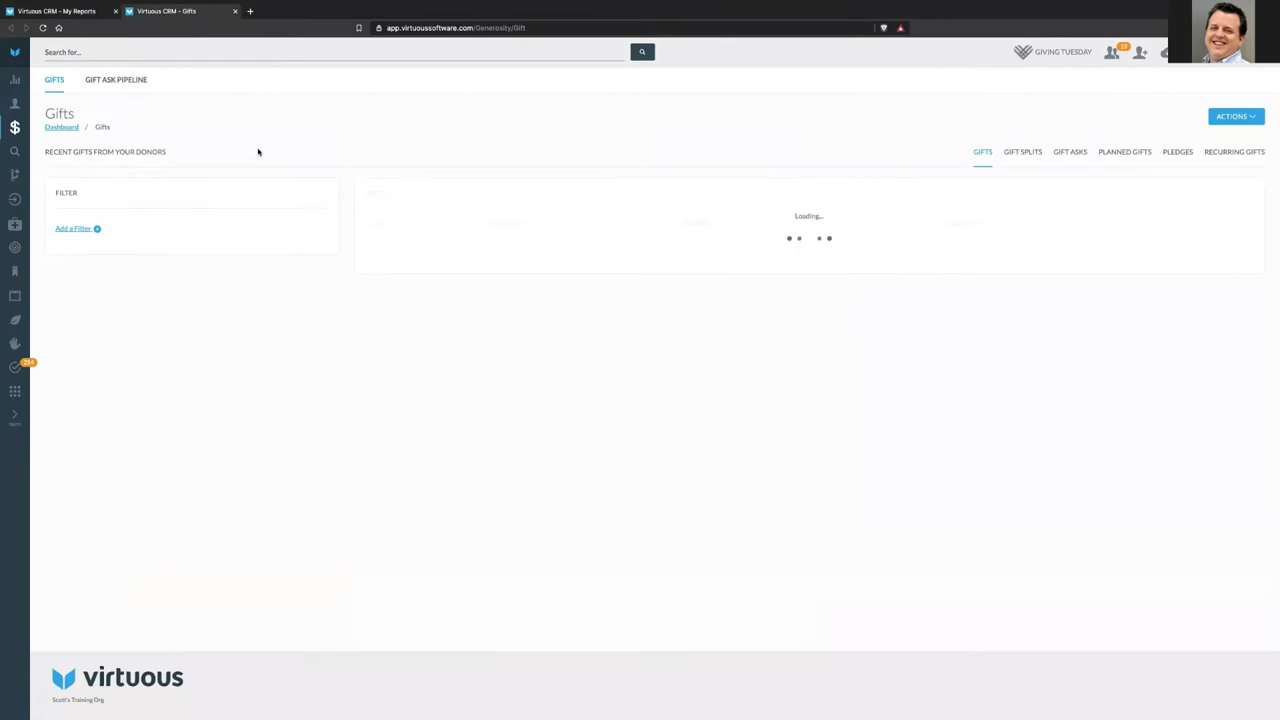 Virtuous CRM - My Reports
Virtuous CRM - Gifts
app.virtuoussoftware.com/Generosity/Gift
Search for...
GIVING TUESDAY
19
GIFTS
GIFT ASK PIPELINE
Gifts
Dashboard / Gifts
ACTIONS
RECENT GIFTS FROM YOUR DONORS
GIFTS
GIFT SPLITS
GIFT ASKS
PLANNED GIFTS
PLEDGES
RECURRING GIFTS
FILTER
Add a Filter
Loading...
264
virtuous
Scott's Training Org